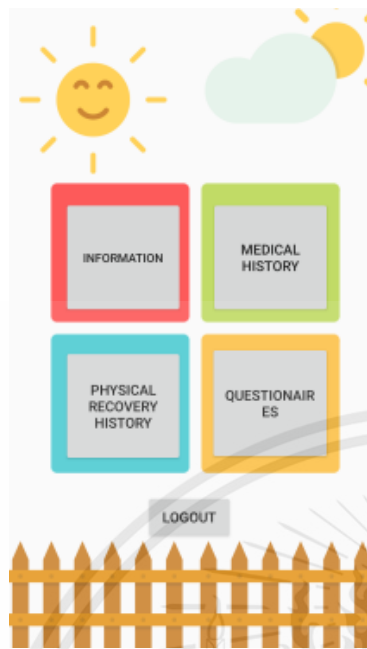 INFORMATION
MEDICAL
HISTORY
PHYSICAL
RECOVERY
HISTORY
QUESTIONAIR
ES
LOGOUT